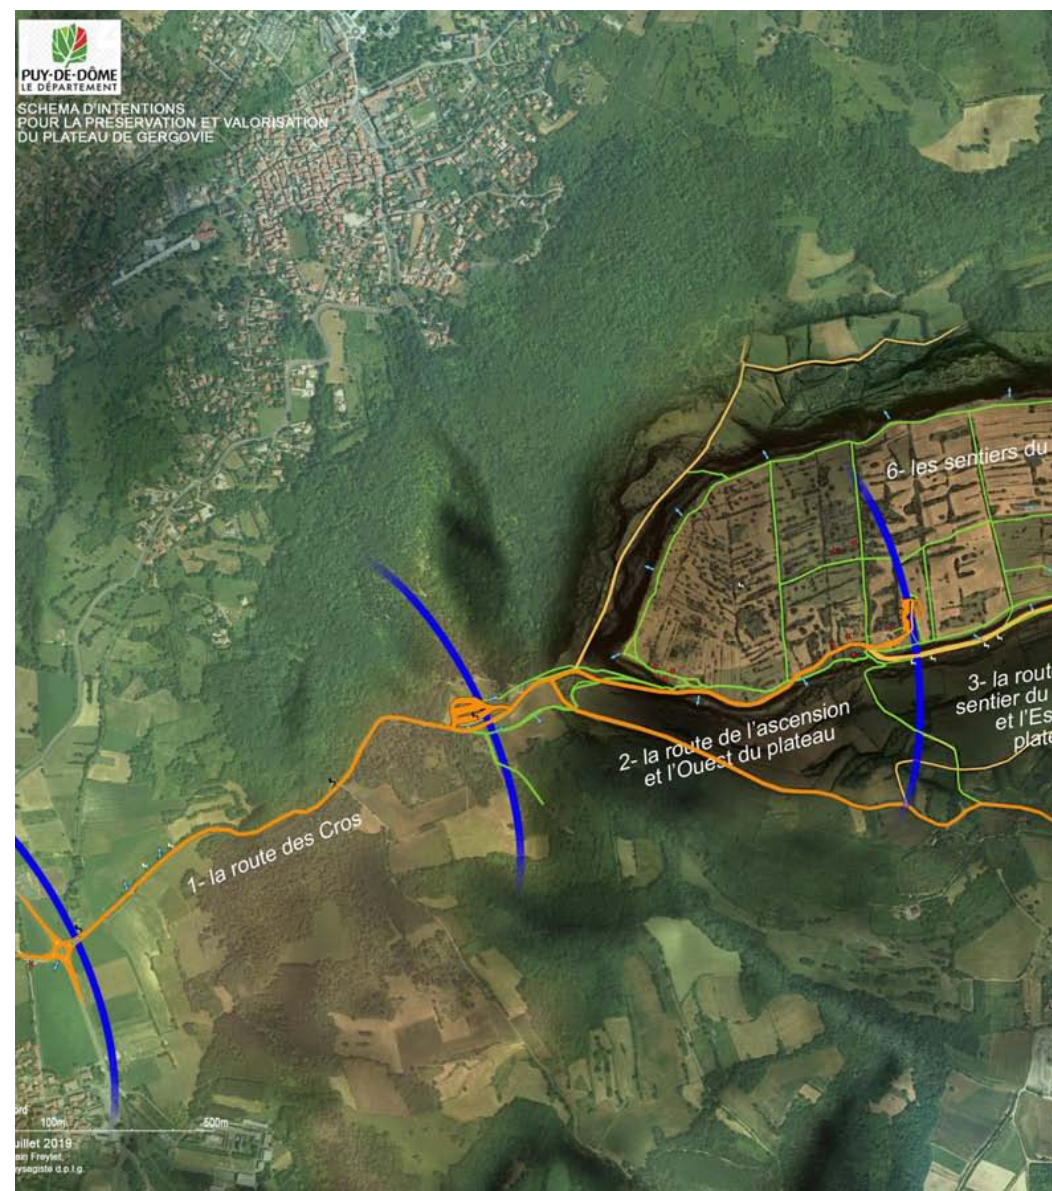 PUY-DE-DÔME
LE DÉPARTEMENT
SCHEMA D'INTENTIONS
POUR LA PRESERVATION ET VALORISATION
DU PLATEAU DE GERGOVIE
6- les sentiers du
3- la rout
sentier du
et l'Es
plate
2- la route de l'ascension
et l'Ouest du plateau
1- la route des Cros
ord
100m
500m
uillet 2019
ain Freytet,
aysagiste d.p.l.g.